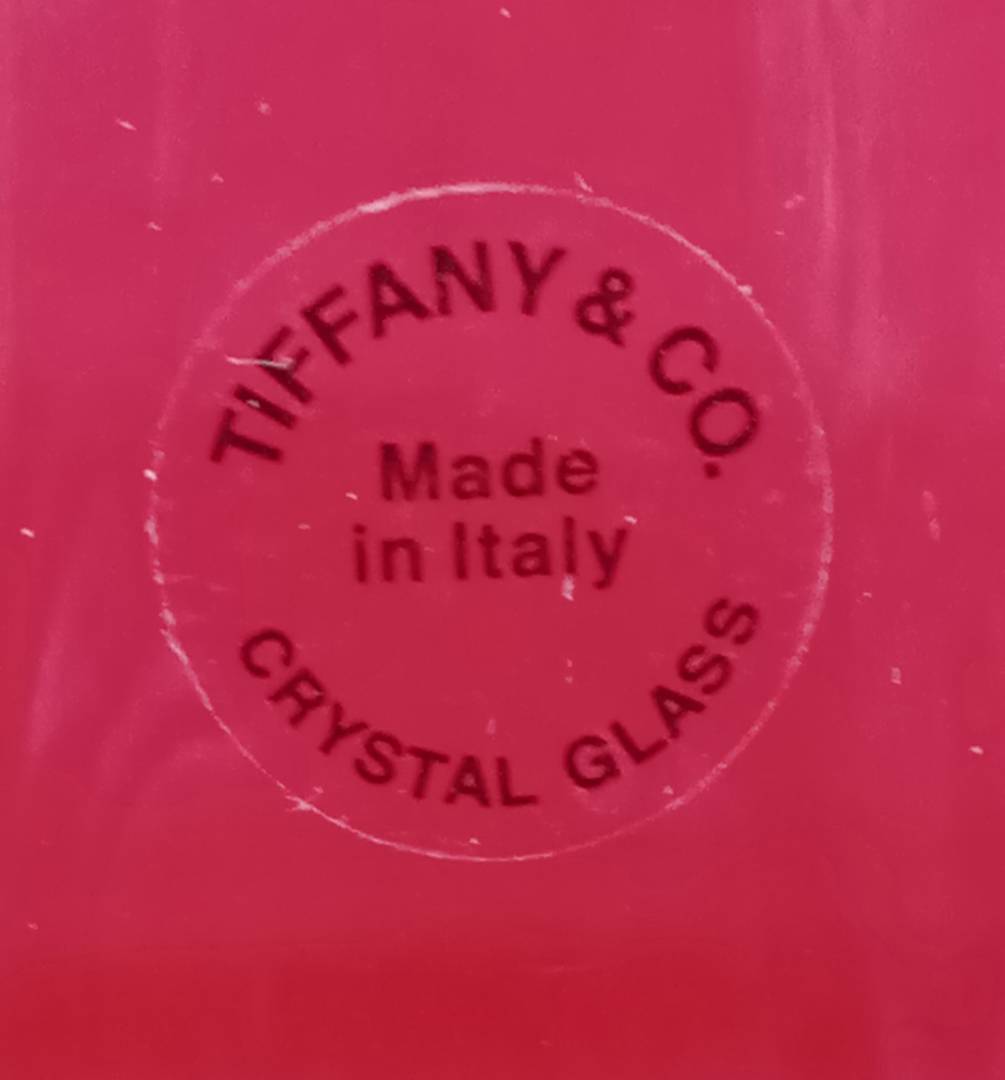 TIFFANY & CO.
Made
in Italy
CRYSTAL GLASS